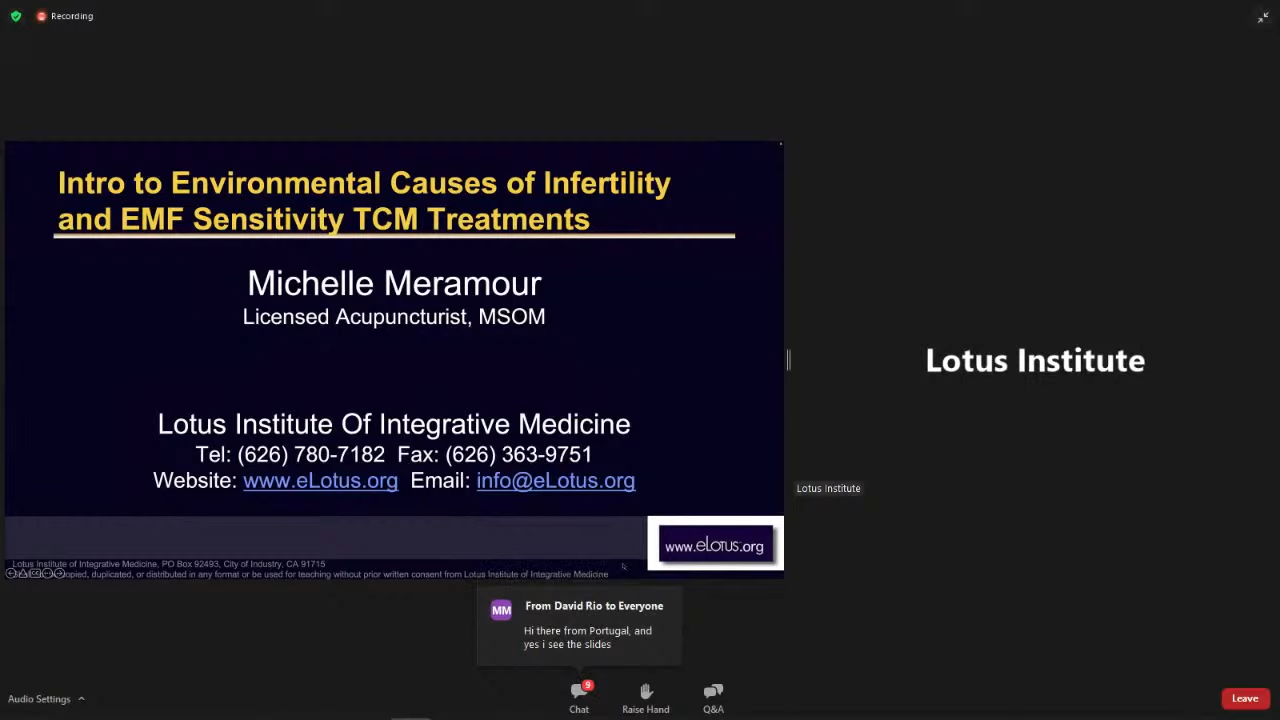 Recording
Intro to Environmental Causes of Infertility
and EMF Sensitivity TCM Treatments
Michelle Meramour
Licensed Acupuncturist, MSOM
Lotus Institute Of Integrative Medicine
Tel: (626) 780-7182 Fax: (626) 363-9751
Website: www.eLotus.org Email: info@eLotus.org
www.eLotus.org
Lotus Institute of Integrative Medicine, PO Box 92493, City of Industry, CA 91715
copied, duplicated, or distributed in any format or be used for teaching without prior written consent from Lotus Institute of Integrative Medicine
Lotus Institute
Lotus Institute
MM
From David Rio to Everyone
Hi there from Portugal, and
yes i see the slides
Audio Settings
9
Chat
Raise Hand
Q&A
Leave